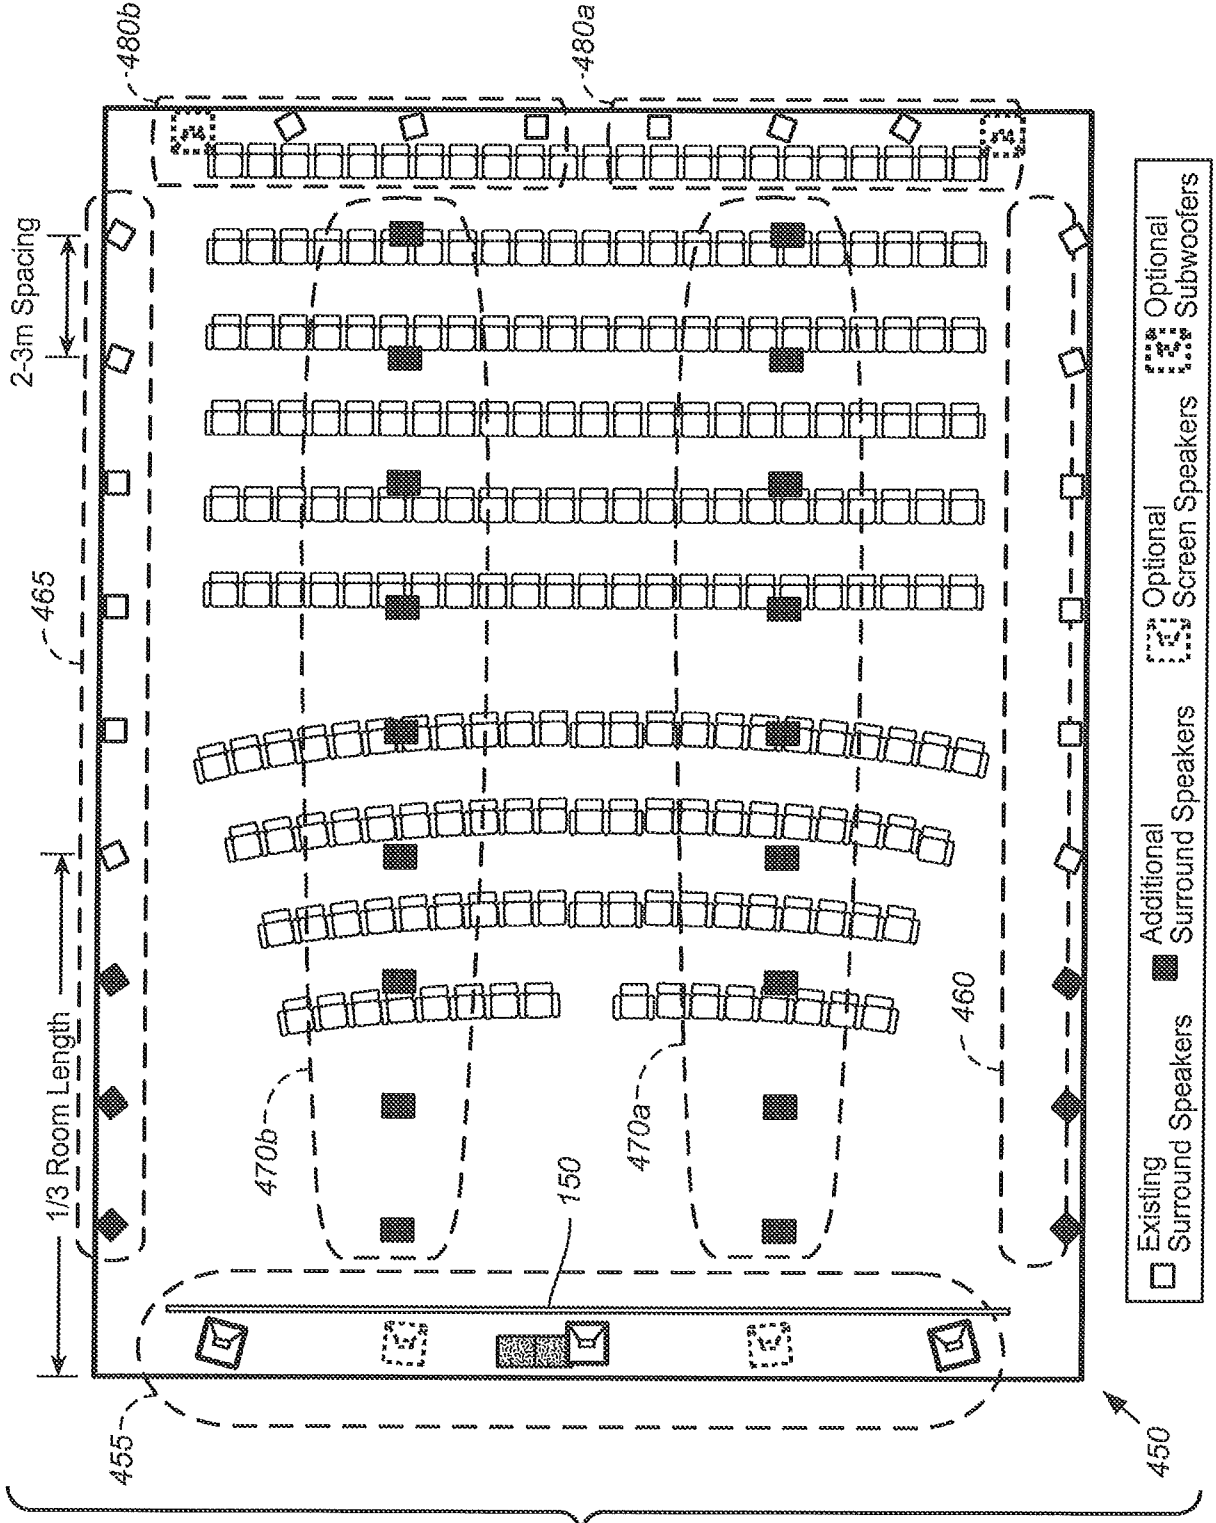 480b
480a
2-3m Spacing
465
1/3 Room Length
470b
470a
460
150
455
450
Existing
Surround Speakers
Additional
Surround Speakers
Optional
Screen Speakers
Optional
Subwoofers